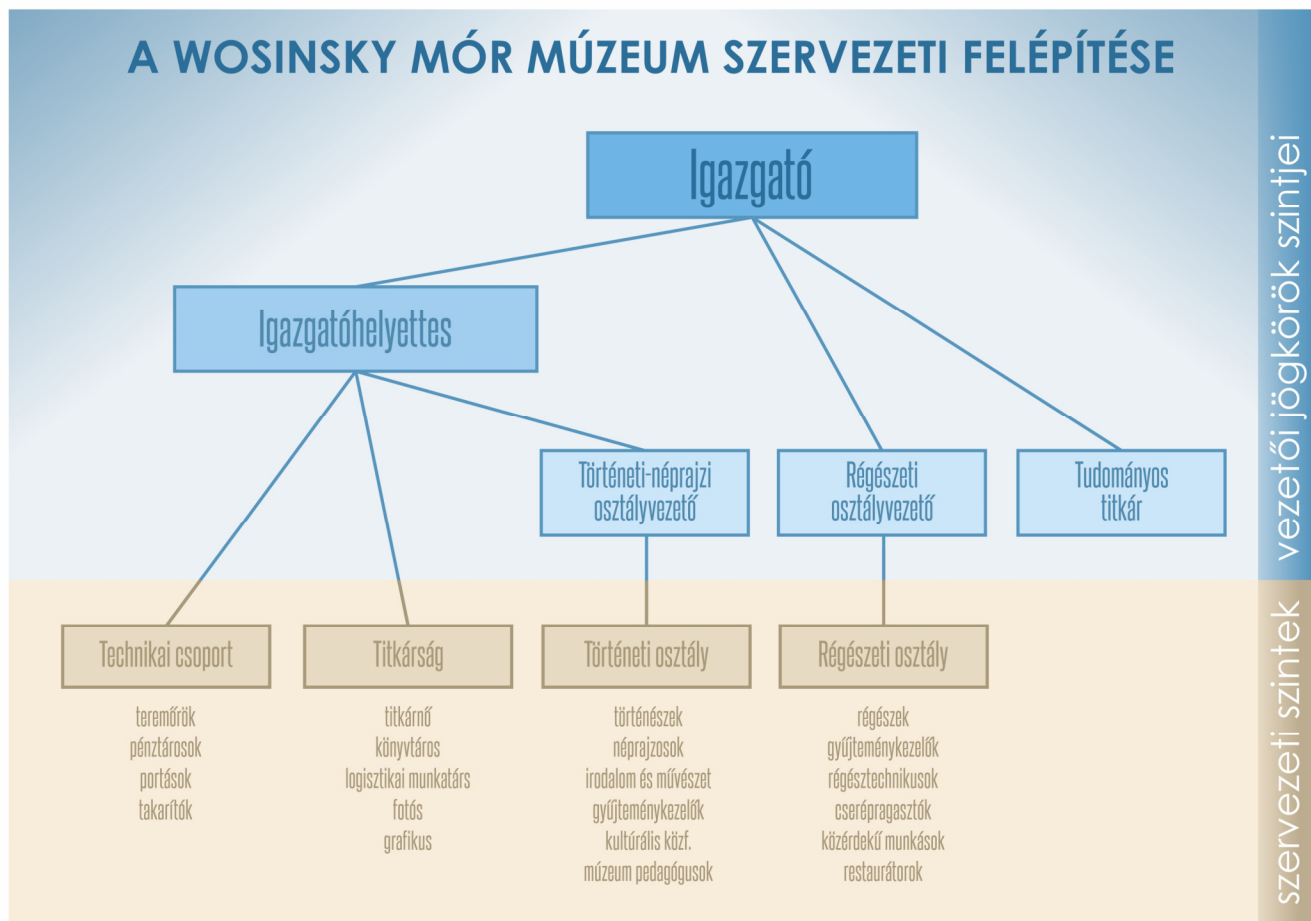 A WOSINSKY MÓR MÚZEUM SZERVEZETI FELÉPÍTÉSE
Igazgató
Igazgatóhelyettes
Történeti-néprajzi
osztályvezető
Régészeti
osztályvezető
Tudományos
titkár
vezetői jögkörök szintjei
Technikai csoport
teremőrök
pénztárosok
portások
takarítók
Titkárság
titkárnő
könyvtáros
logisztikai munkatárs
fotós
grafikus
Történeti osztály
történészek
néprajzosok
irodalom és művészet
gyűjteménykezelők
kultúrális közf.
múzeum pedagógusok
Régészeti osztály
régészek
gyűjteménykezelők
régésztechnikusok
cserépragasztók
közérdekű munkások
restaurátorok
szervezeti szintek